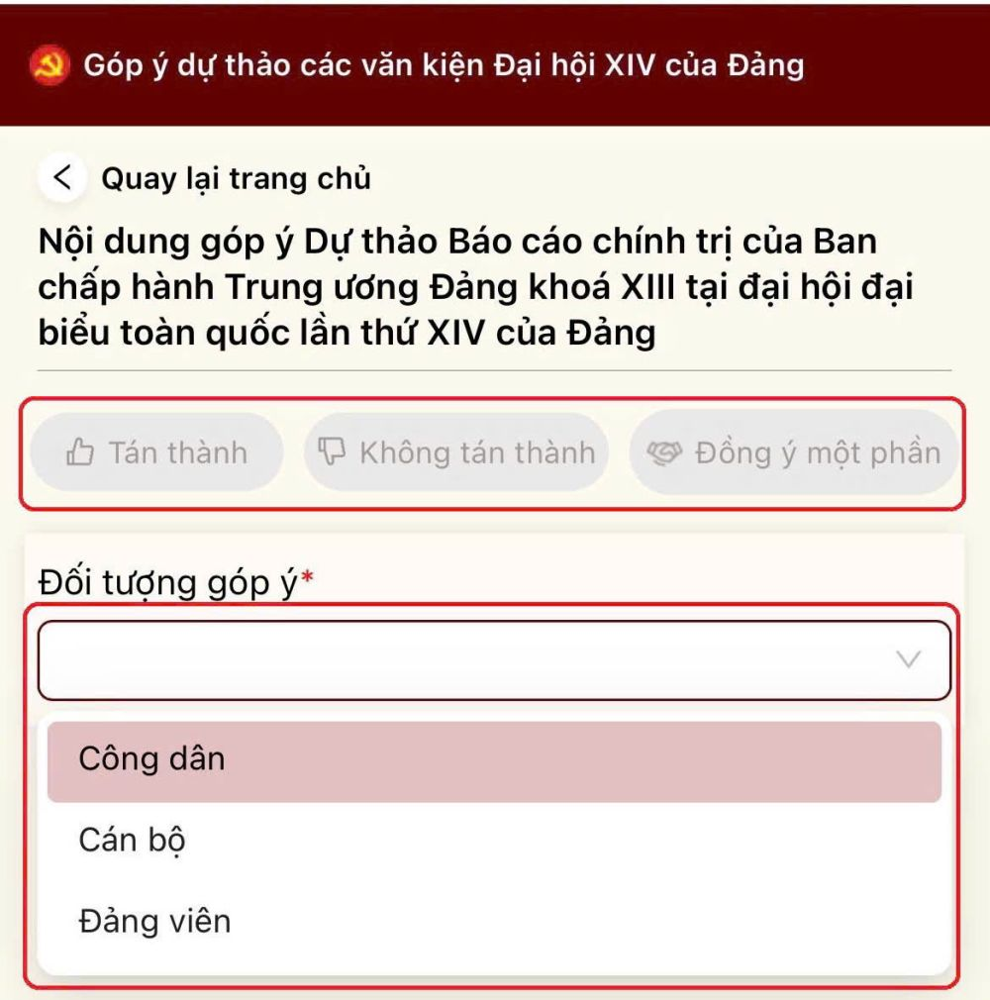 Góp ý dự thảo các văn kiện Đại hội XIV của Đảng
Quay lại trang chủ
Nội dung góp ý Dự thảo Báo cáo chính trị của Ban
chấp hành Trung ương Đảng khoá XIII tại đại hội đại
biểu toàn quốc lần thứ XIV của Đảng
Tán thành
Không tán thành
Đồng ý một phần
Đối tượng góp ý*
Công dân
Cán bộ
Đảng viên